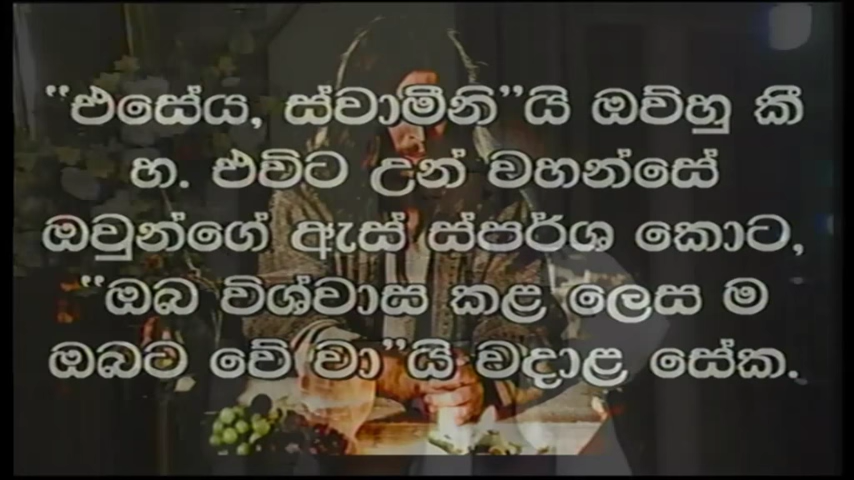 “එසේය, ස්වාමීනි”යි ඔව්හු කී
හ. එවිට උන් වහන්සේ
ඔවුන්ගේ ඇස් ස්පර්ශ කොට,
“ඔබ විශ්වාස කළ ලෙස ම
ඔබට වේ වා”යි වදාළ සේක.